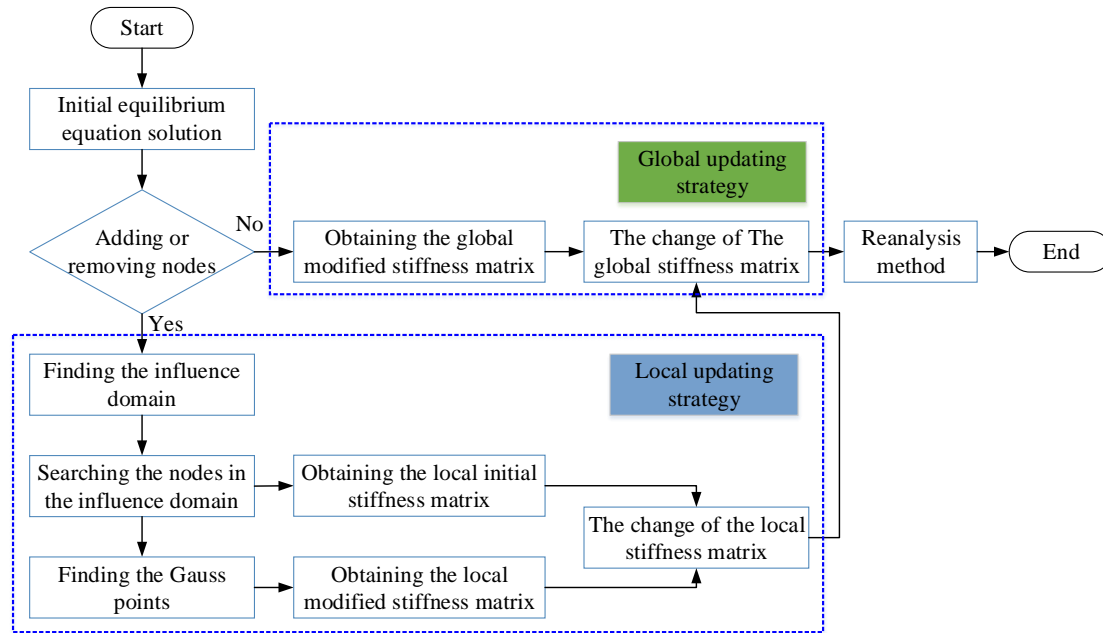 Start
Initial equilibrium
equation solution
Global updating
strategy
Adding or
removing nodes
No
Obtaining the global
modified stiffness matrix
The change of The
global stiffness matrix
Reanalysis
method
End
Yes
Finding the influence
domain
Local updating
strategy
Searching the nodes in
the influence domain
Obtaining the local initial
stiffness matrix
The change of the local
stiffness matrix
Finding the Gauss
points
Obtaining the local
modified stiffness matrix